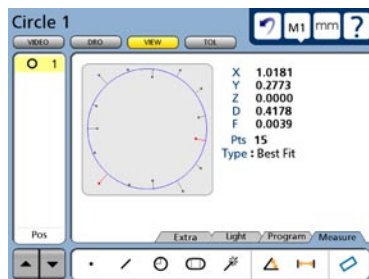 Circle 1
M1 mm ?
VIDEO DRO VIEW TOL
1
X 1.0181
Y 0.2773
Z 0.0000
D 0.4178
F 0.0039
Pts 15
Type : Best Fit
Pos
Extra Light Program Measure